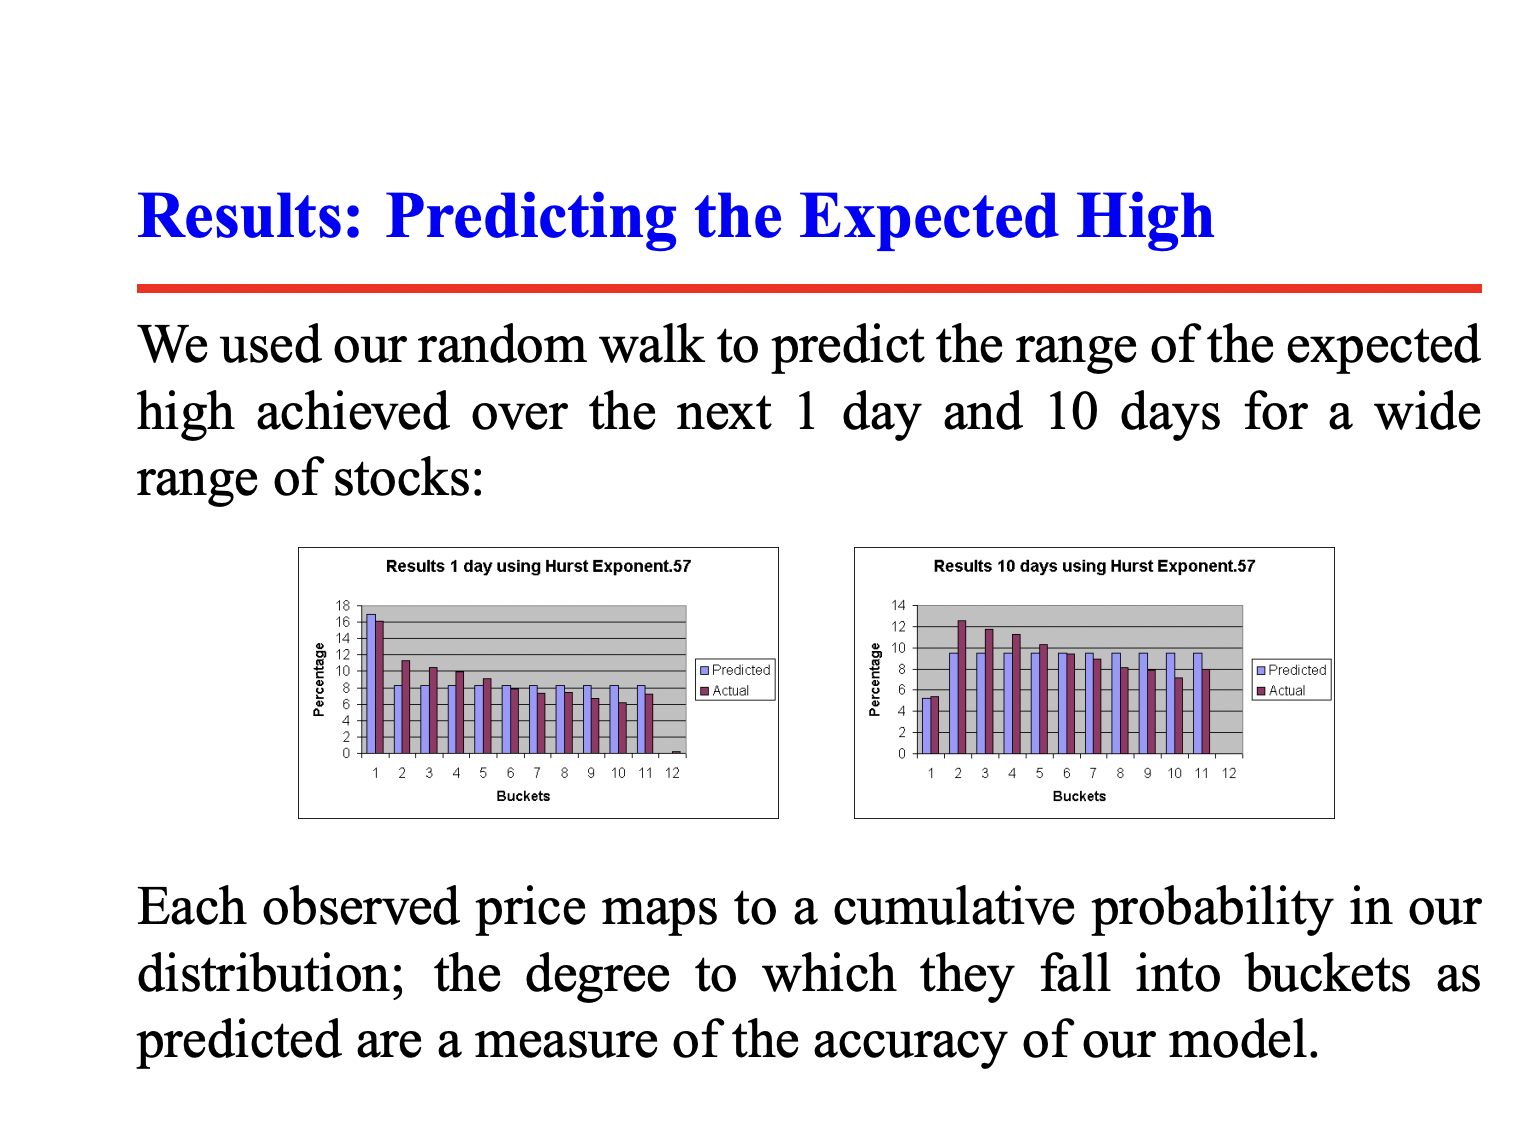 Results: Predicting the Expected High
We used our random walk to predict the range of the expected
high achieved over the next 1 day and 10 days for a wide
range of stocks:
Results 1 day using Hurst Exponent.57
18
16
14
12
10
8
6
4
2
0
Percentage
1 2 3 4 5 6 7 8 9 10 11 12
Buckets
Predicted
Actual
Results 10 days using Hurst Exponent.57
14
12
10
8
6
4
2
0
Percentage
1 2 3 4 5 6 7 8 9 10 11 12
Buckets
Predicted
Actual
Each observed price maps to a cumulative probability in our
distribution; the degree to which they fall into buckets as
predicted are a measure of the accuracy of our model.